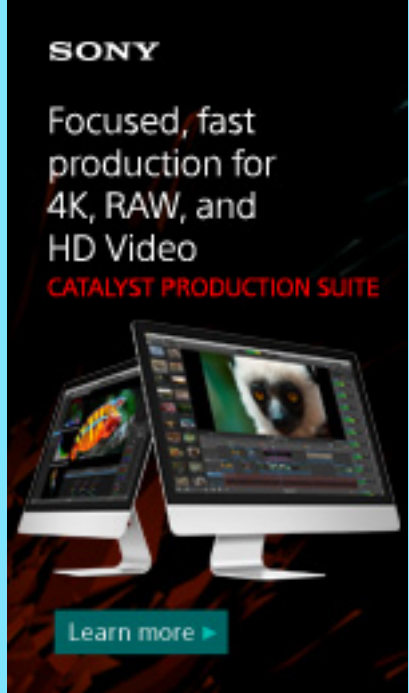 SONY
Focused, fast
production for
4K, RAW, and
HD Video
CATALYST PRODUCTION SUITE
Learn more